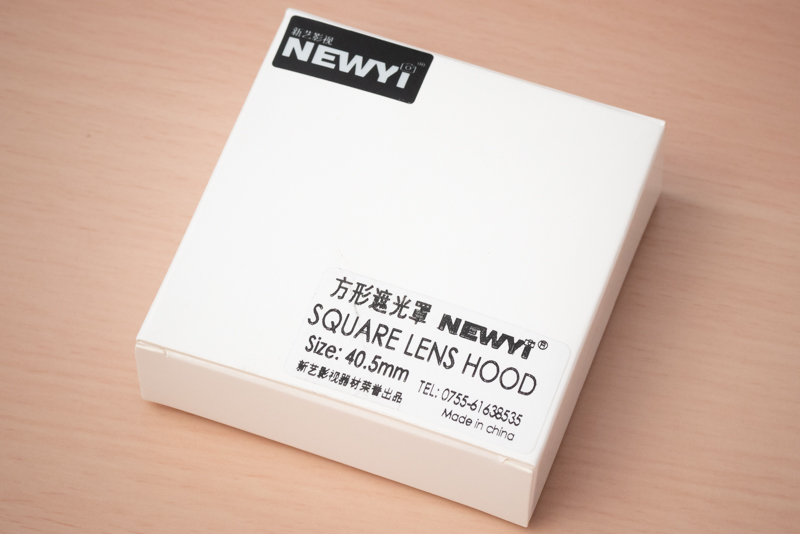 新艺影视
NEWYi
方形遮光罩 NEWYi®
SQUARE LENS HOOD
Size: 40.5mm
TEL: 0755-61638535
新艺影视器材荣誉出品
Made in china